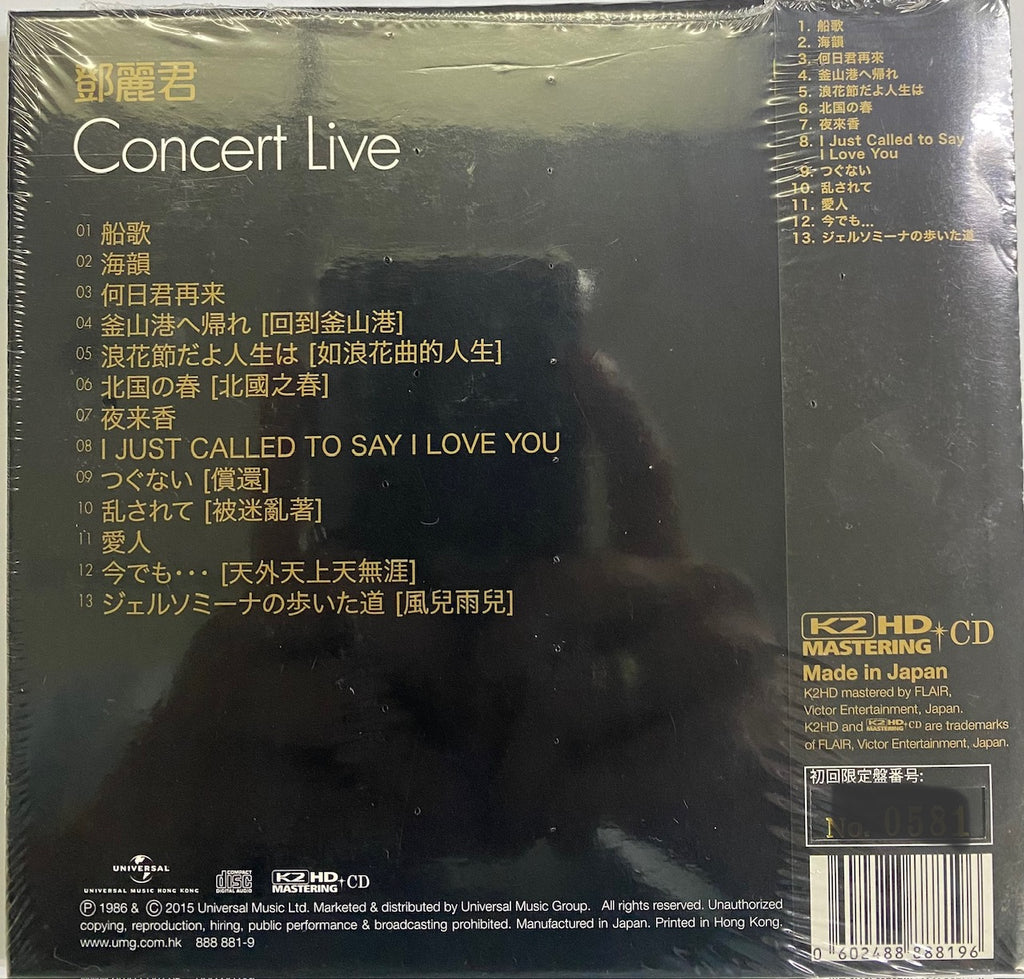 鄧麗君
Concert Live
01 船歌
02 海韻
03 何日君再来
04 釜山港へ帰れ [回到釜山港]
05 浪花節だよ人生は [如浪花曲的人生]
06 北国の春 [北國之春]
07 夜来香
08 I JUST CALLED TO SAY I LOVE YOU
09 つぐない [償還]
10 乱されて [被迷亂著]
11 愛人
12 今でも··· [天外天上天無涯]
13 ジェルソミーナの歩いた道 [風兒雨兒]
UNIVERSAL
UNIVERSAL MUSIC HONG KONG
COMPACT
disc
DIGITAL AUDIO
K2 HD
MASTERING+CD
Ⓟ 1986 & Ⓒ 2015 Universal Music Ltd. Marketed & distributed by Universal Music Group. All rights reserved. Unauthorized
copying, reproduction, hiring, public performance & broadcasting prohibited. Manufactured in Japan. Printed in Hong Kong.
www.umg.com.hk 888 881-9
1. 船歌
2. 海韻
3. 何日君再來
4. 釜山港へ帰れ
5. 浪花節だよ人生は
6. 北国の春
7. 夜來香
8. I Just Called to Say
I Love You
9. つぐない
10. 乱されて
11. 愛人
12. 今でも...
13. ジェルソミーナの歩いた道
K2 HD
MASTERING+CD
Made in Japan
K2HD mastered by FLAIR,
Victor Entertainment, Japan.
K2HD and K2 HD MASTERING+CD are trademarks
of FLAIR, Victor Entertainment, Japan.
初回限定盤番号:
No. 0581
0 602488 888196